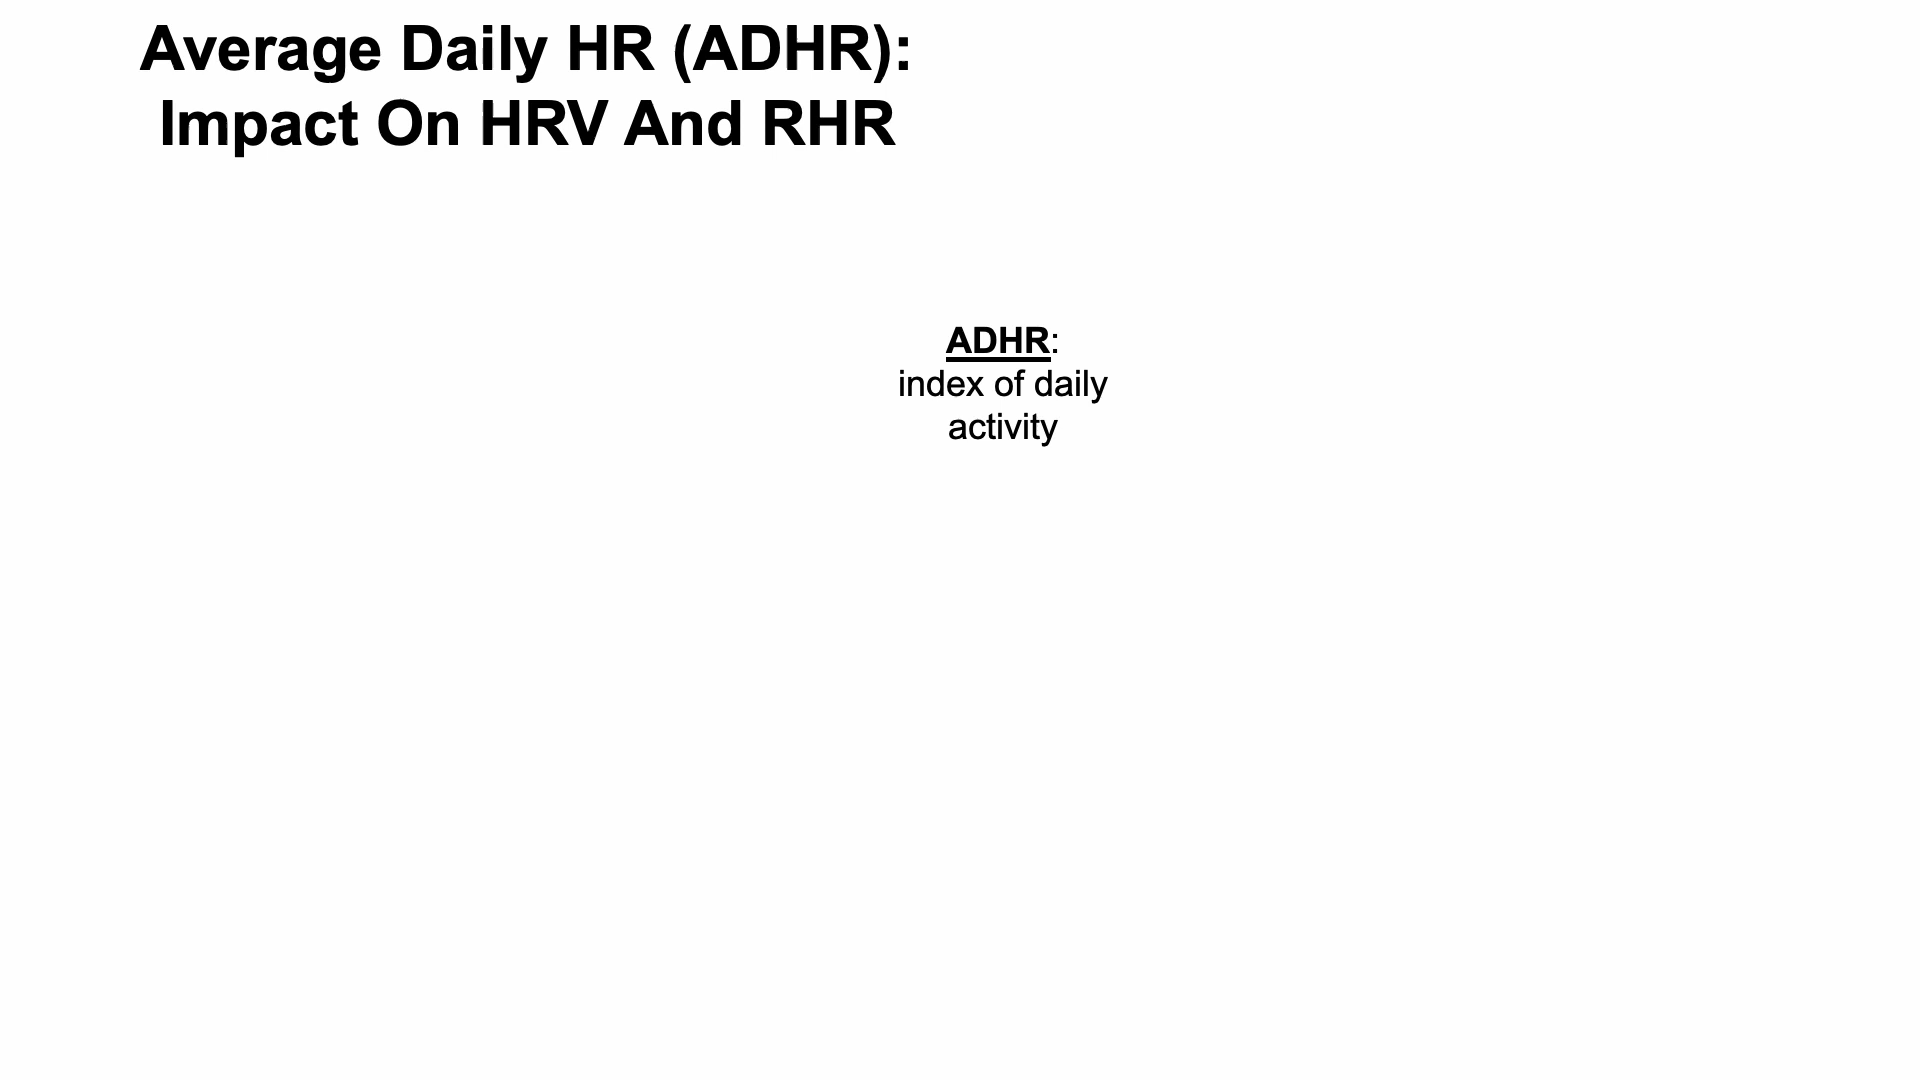 Average Daily HR (ADHR):
Impact On HRV And RHR
ADHR:
index of daily
activity